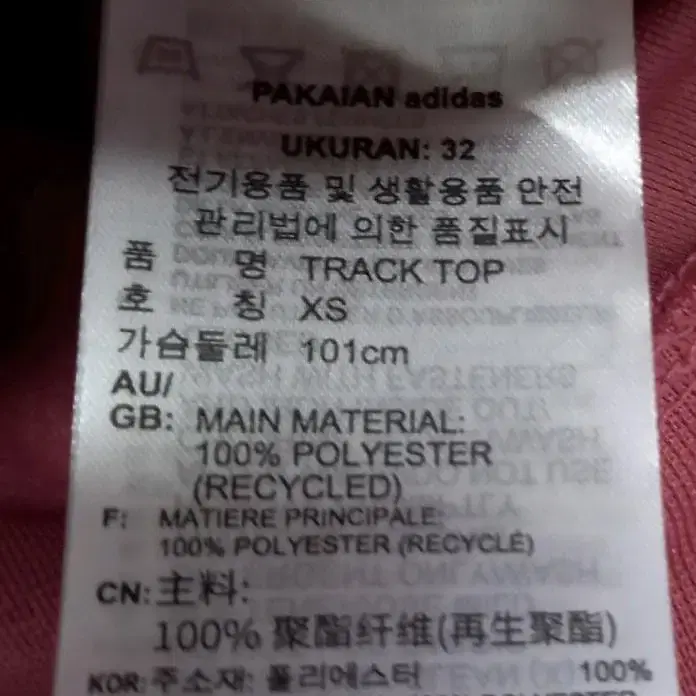 PAKAIAN adidas
UKURAN: 32
전기용품 및 생활용품 안전
관리법에 의한 품질표시
품 명 TRACK TOP
호 칭 XS
가슴둘레 101cm
AU/
GB: MAIN MATERIAL:
100% POLYESTER
(RECYCLED)
F: MATIERE PRINCIPALE:
100% POLYESTER (RECYCLÉ)
CN: 主料:
100% 聚酯纤维(再生聚酯)
KOR: 주소재: 폴리에스터 100%